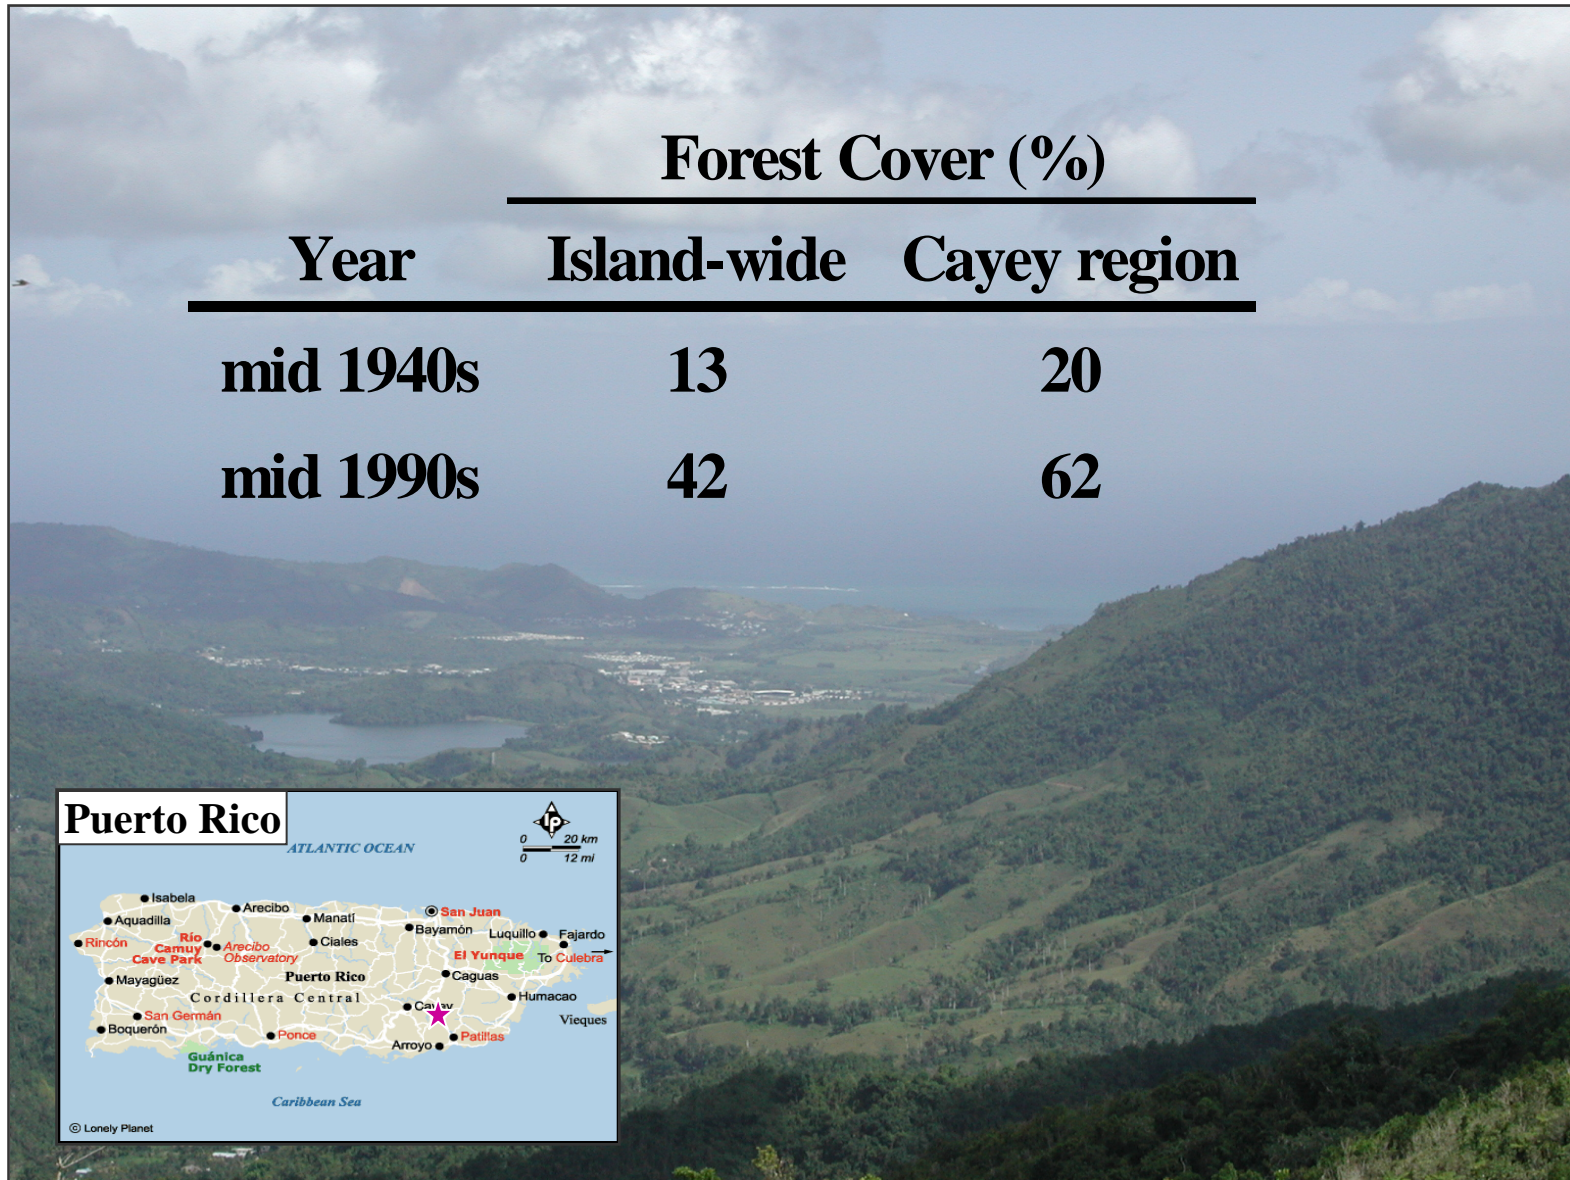 Forest Cover (%)
Year Island-wide Cayey region
mid 1940s 13 20
mid 1990s 42 62
Puerto Rico
lp
0 20 km
0 12 mi
ATLANTIC OCEAN
Isabela
Arecibo
San Juan
Aquadilla
Manatí
Bayamón
Luquillo
Fajardo
Rincón
Río
Camuy
Cave Park
Arecibo
Observatory
Ciales
El Yunque
To Culebra
Mayagüez
Puerto Rico
Caguas
Cordillera Central
Cayey
Humacao
San Germán
Vieques
Boquerón
Ponce
Patillas
Arroyo
Guánica
Dry Forest
Caribbean Sea
© Lonely Planet